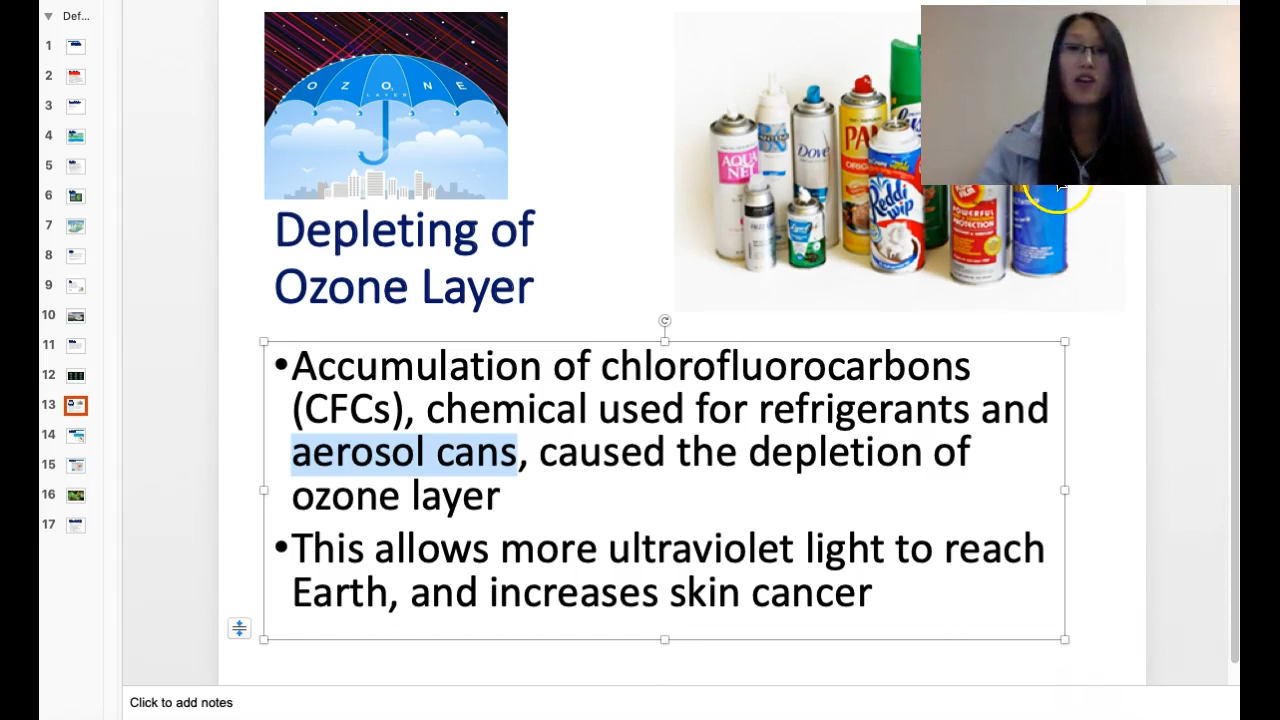 Def...
1
2
3
4
5
6
7
8
9
10
11
12
13
14
15
16
17
OZONE
LAYER
AQUA
NET
Dove
PAM
ORIGI
Reddi
wip
POWERFUL
PROTECTION
Depleting of
Ozone Layer
•Accumulation of chlorofluorocarbons
(CFCs), chemical used for refrigerants and
aerosol cans, caused the depletion of
ozone layer
•This allows more ultraviolet light to reach
Earth, and increases skin cancer
Click to add notes